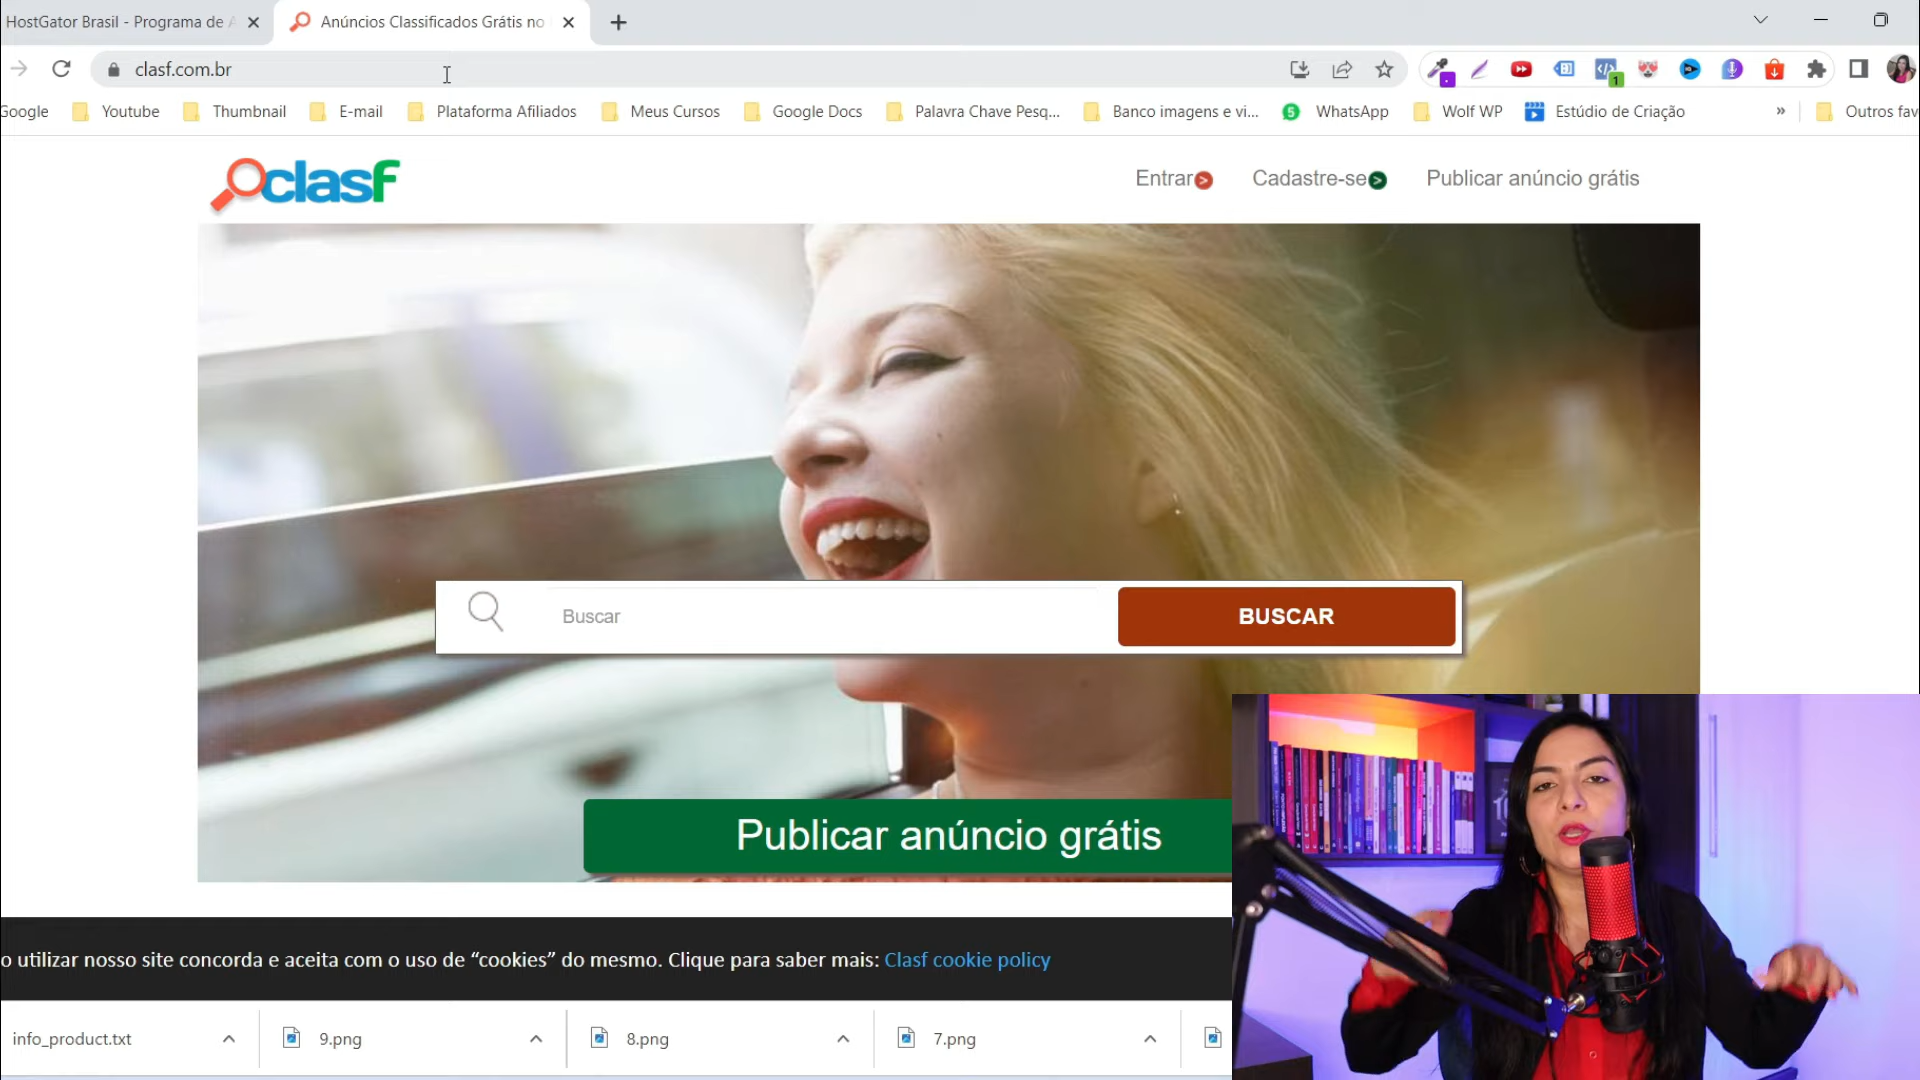 HostGator Brasil - Programa de A
Anúncios Classificados Grátis no
clasf.com.br
1
Google
Youtube
Thumbnail
E-mail
Plataforma Afiliados
Meus Cursos
Google Docs
Palavra Chave Pesq...
Banco imagens e vi...
5
WhatsApp
Wolf WP
Estúdio de Criação
»
Outros fav
clasf
Entrar
Cadastre-se
Publicar anúncio grátis
Buscar
BUSCAR
Publicar anúncio grátis
o utilizar nosso site concorda e aceita com o uso de “cookies” do mesmo. Clique para saber mais: Clasf cookie policy
info_product.txt
9.png
8.png
7.png